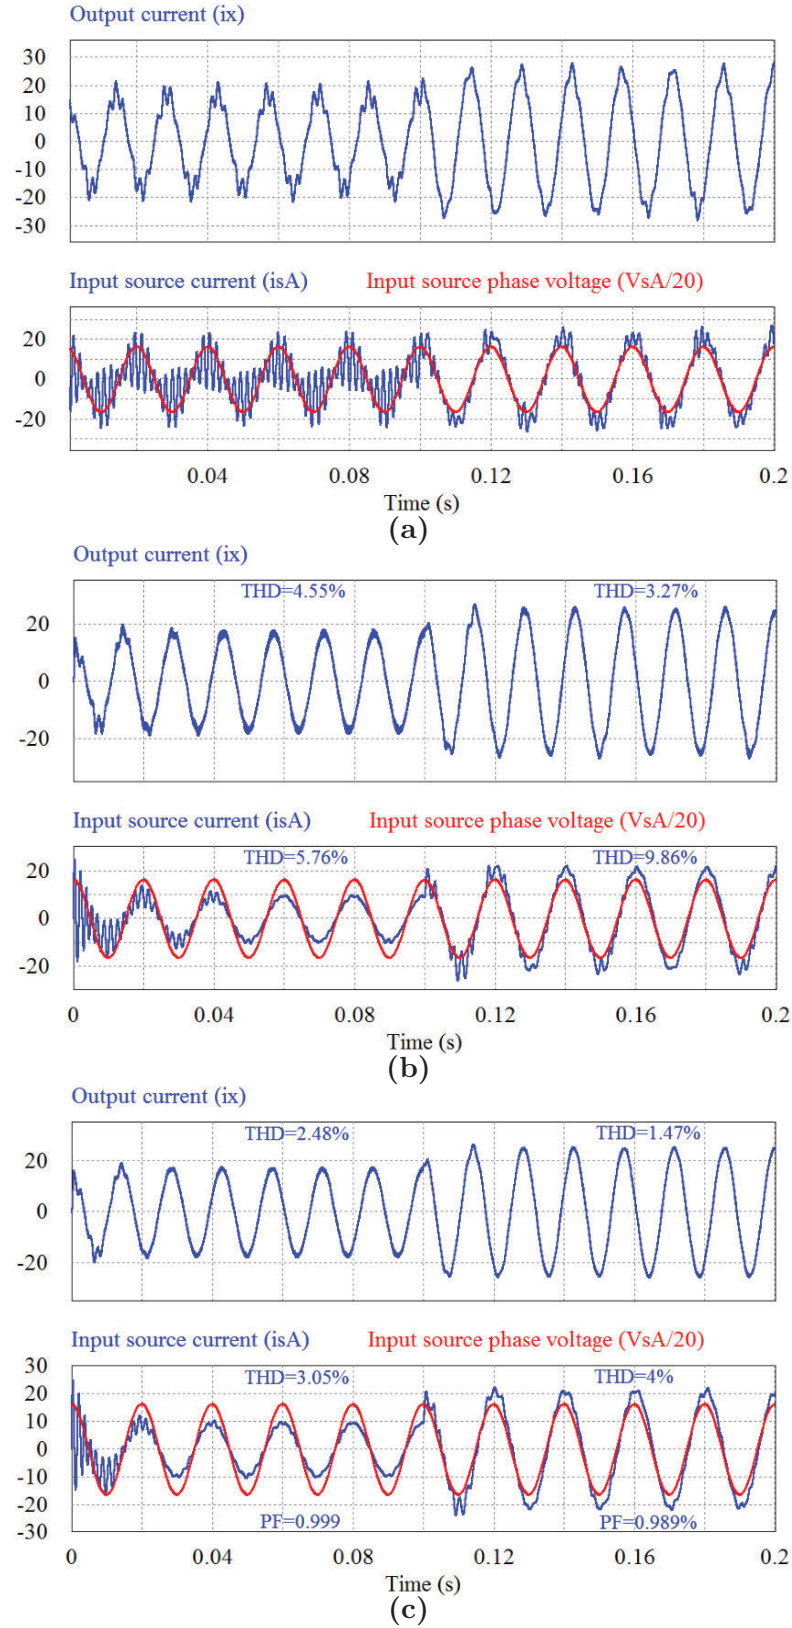 Output current (ix)
30
20
10
0
-10
-20
-30
Input source current (isA) Input source phase voltage (VsA/20)
20
0
-20
0.04 0.08 0.12 0.16 0.2
Time (s)
(a)
Output current (ix)
THD=4.55% THD=3.27%
20
0
-20
Input source current (isA) Input source phase voltage (VsA/20)
THD=5.76% THD=9.86%
20
0
-20
0 0.04 0.08 0.12 0.16 0.2
Time (s)
(b)
Output current (ix)
THD=2.48% THD=1.47%
20
0
-20
Input source current (isA) Input source phase voltage (VsA/20)
30
THD=3.05% THD=4%
20
10
0
-10
-20
PF=0.999 PF=0.989%
-30
0 0.04 0.08 0.12 0.16 0.2
Time (s)
(c)